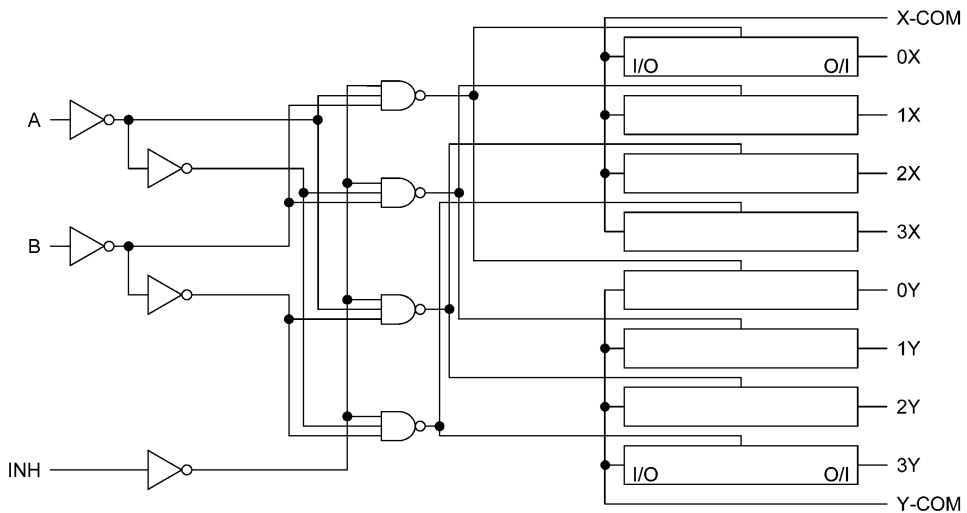 X-COM
I/O O/I 0X
A
1X
2X
B
3X
0Y
1Y
2Y
INH
I/O O/I 3Y
Y-COM